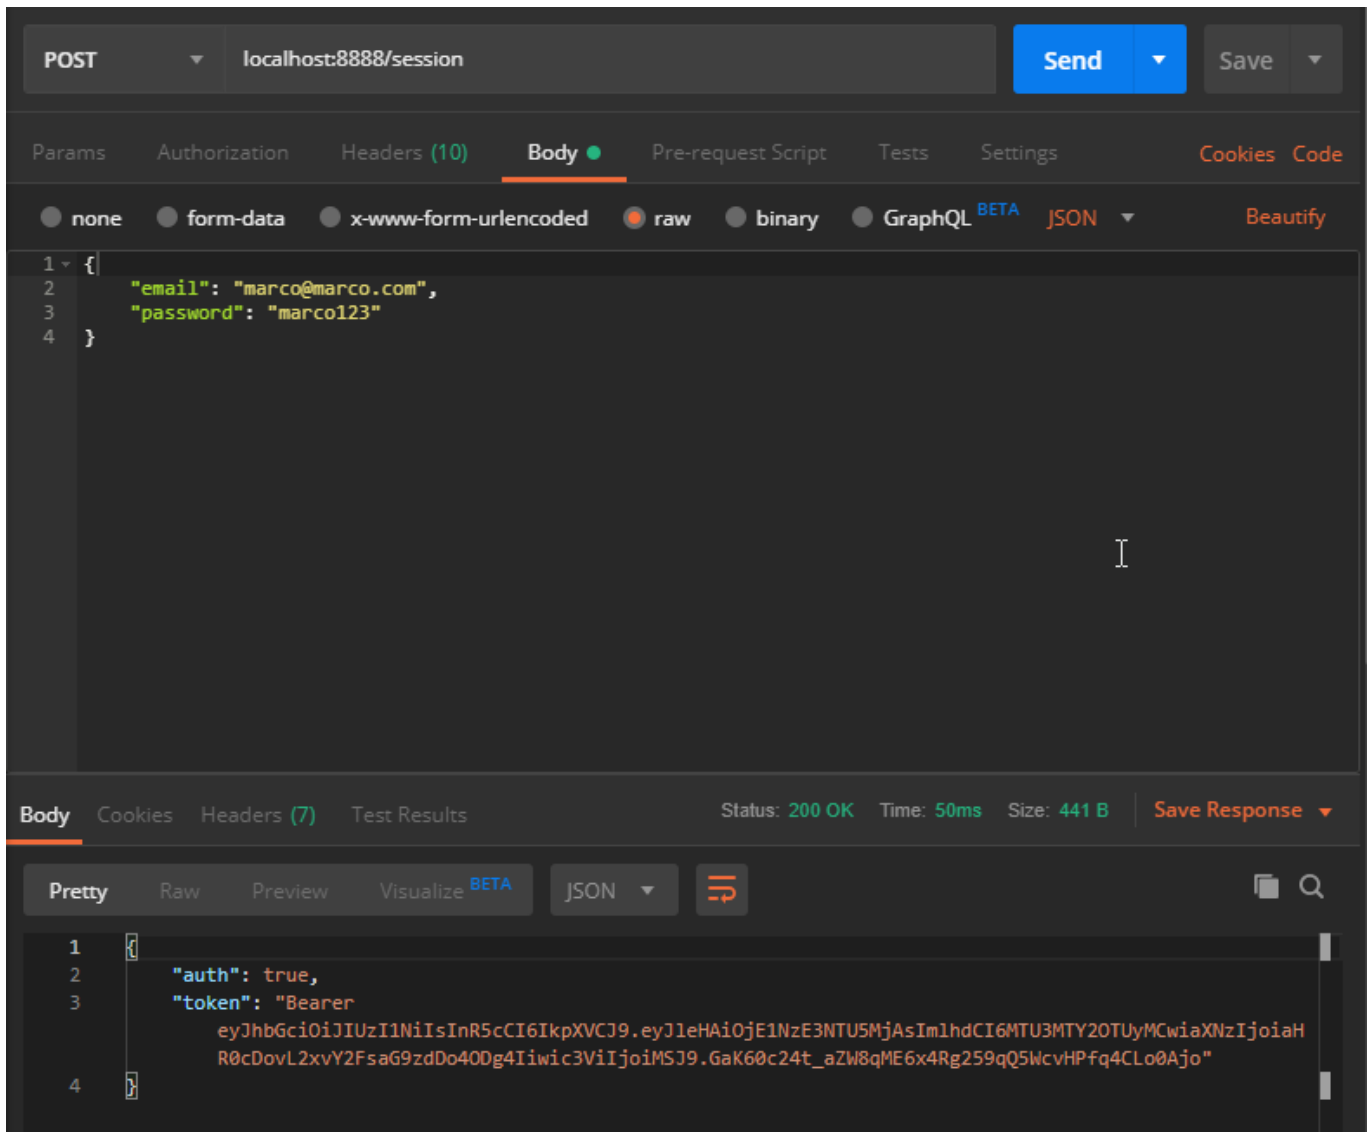 POST localhost:8888/session Send Save
Params Authorization Headers (10) Body Pre-request Script Tests Settings Cookies Code
none form-data x-www-form-urlencoded raw binary GraphQL BETA JSON Beautify
1 {
2 "email": "marco@marco.com",
3 "password": "marco123"
4 }
Body Cookies Headers (7) Test Results Status: 200 OK Time: 50ms Size: 441 B Save Response
Pretty Raw Preview Visualize BETA JSON
1 {
2 "auth": true,
3 "token": "Bearer
eyJhbGciOiJIUzI1NiIsInR5cCI6IkpXVCJ9.eyJleHAiOjE1NzE3NTU5MjAsImlhdCI6MTU3MTY2OTUyMCwiaXNzIjoiaH
R0cDovL2xvY2FsaG9zdDo4ODg4Iiwic3ViIjoiMSJ9.GaK60c24t_aZW8qME6x4Rg259qQ5WcvHPfq4CLo0Ajo"
4 }